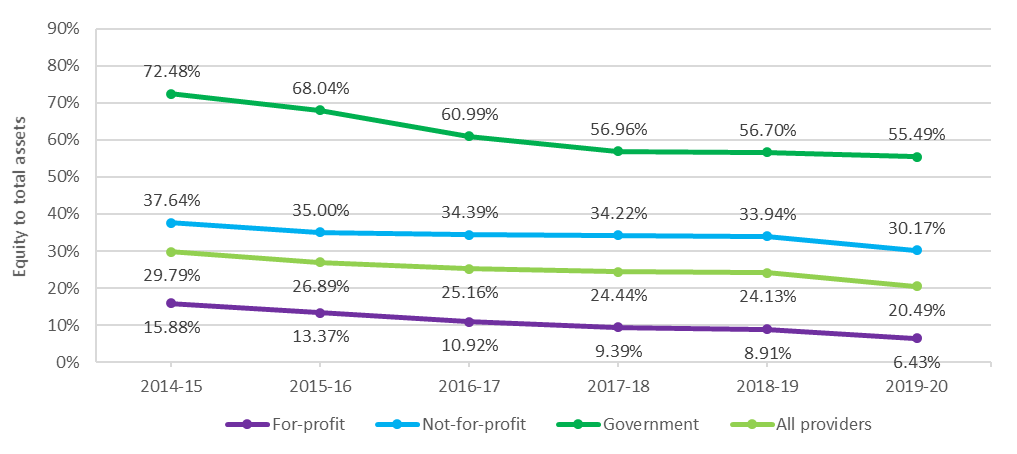 90%
80%
70%
60%
50%
40%
30%
20%
10%
0%
Equity to total assets
72.48% 68.04% 60.99% 56.96% 56.70% 55.49%
37.64% 35.00% 34.39% 34.22% 33.94% 30.17%
29.79% 26.89% 25.16% 24.44% 24.13% 20.49%
15.88% 13.37% 10.92% 9.39% 8.91% 6.43%
2014-15 2015-16 2016-17 2017-18 2018-19 2019-20
For-profit Not-for-profit Government All providers